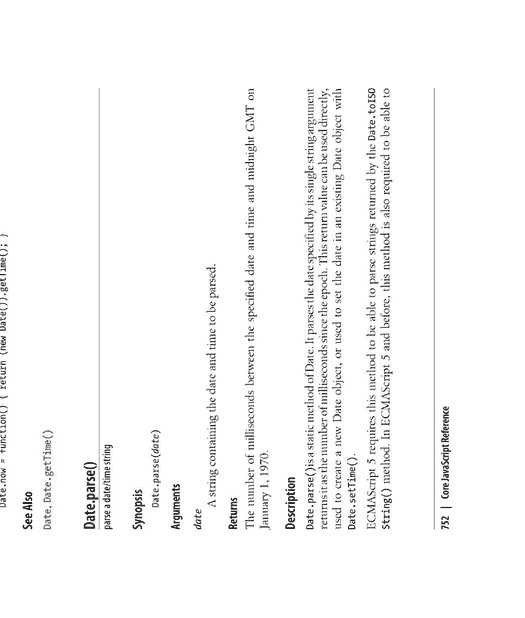 Date.now = function() { return (new Date()).getTime(); }
See Also
Date, Date.getTime()
Date.parse()
parse a date/time string
Synopsis
Date.parse(date)
Arguments
date
A string containing the date and time to be parsed.
Returns
The number of milliseconds between the specified date and time and midnight GMT on
January 1, 1970.
Description
Date.parse() is a static method of Date. It parses the date specified by its single string argument
returns it as the number of milliseconds since the epoch. This return value can be used directly,
used to create a new Date object, or used to set the date in an existing Date object with
Date.setTime().
ECMAScript 5 requires this method to be able to parse strings returned by the Date.toISO
String() method. In ECMAScript 5 and before, this method is also required to be able to
752 | Core JavaScript Reference